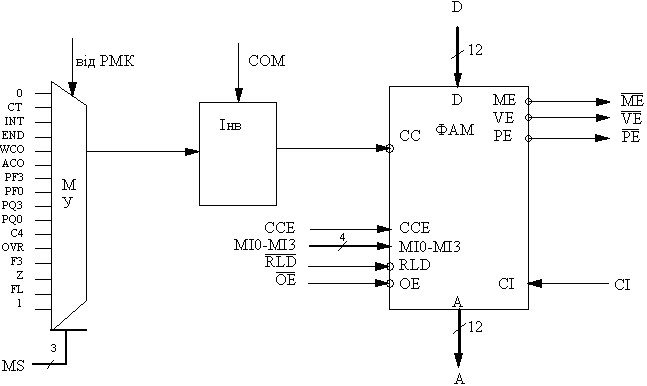 D
12
від РМК
COM
D
ME
ME
VE
VE
PE
PE
ФАМ
CC
Інв
0
CT
INT
END
WCO
ACO
PF3
PF0
PQ3
PQ0
C4
OVR
F3
Z
FL
1
М
У
CCE
CCE
MI0-MI3
4
MI0-MI3
RLD
RLD
OE
OE
CI
CI
A
12
A
MS
3